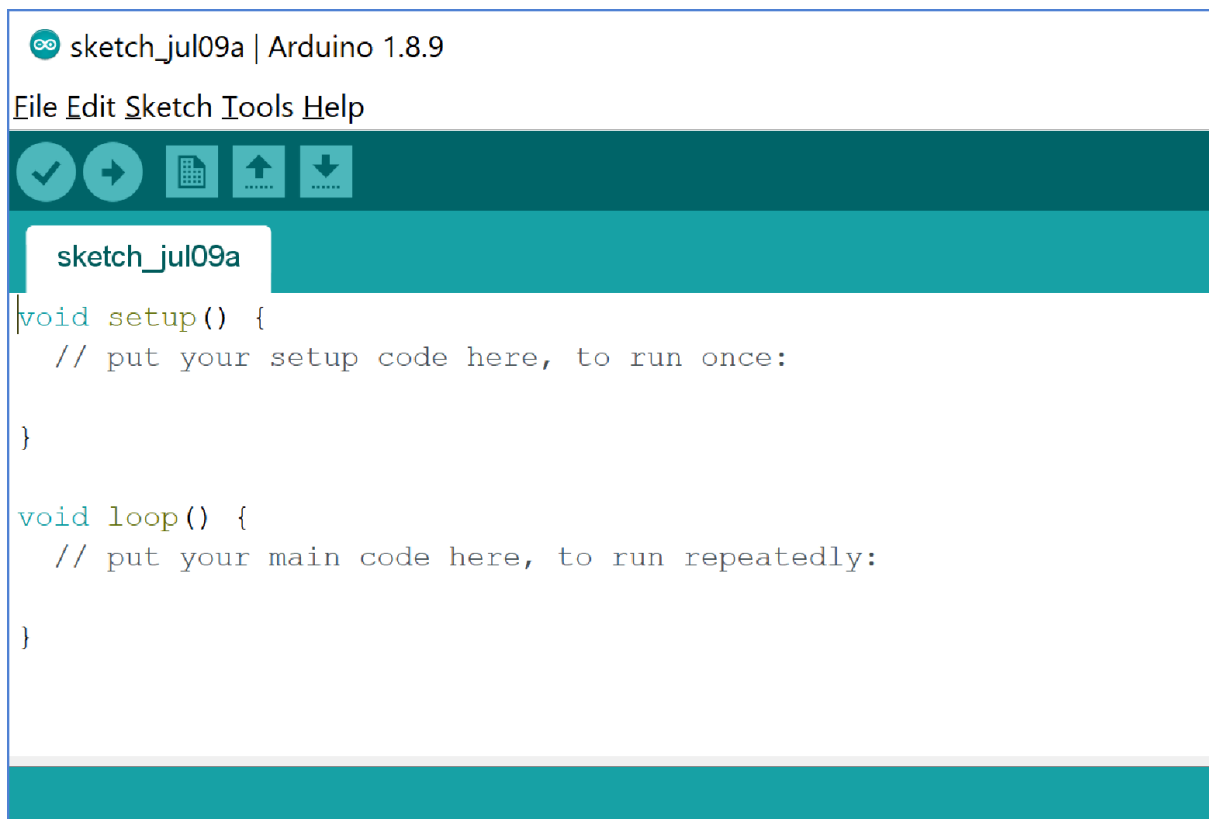 sketch_jul09a | Arduino 1.8.9
File Edit Sketch Tools Help
sketch_jul09a
void setup() {
  // put your setup code here, to run once:
}
void loop() {
  // put your main code here, to run repeatedly:
}